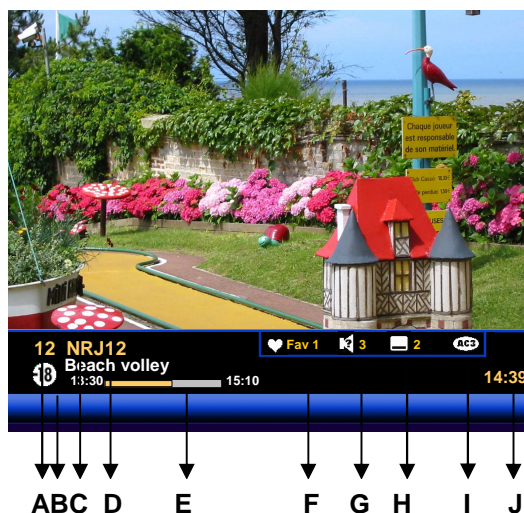 Chaque joueur
est responsable
de son matériel.
12 NRJ12
Fav 1 3 2 AC3
Beach volley
-18
13:30 15:10
14:39
A B C D E F G H I J